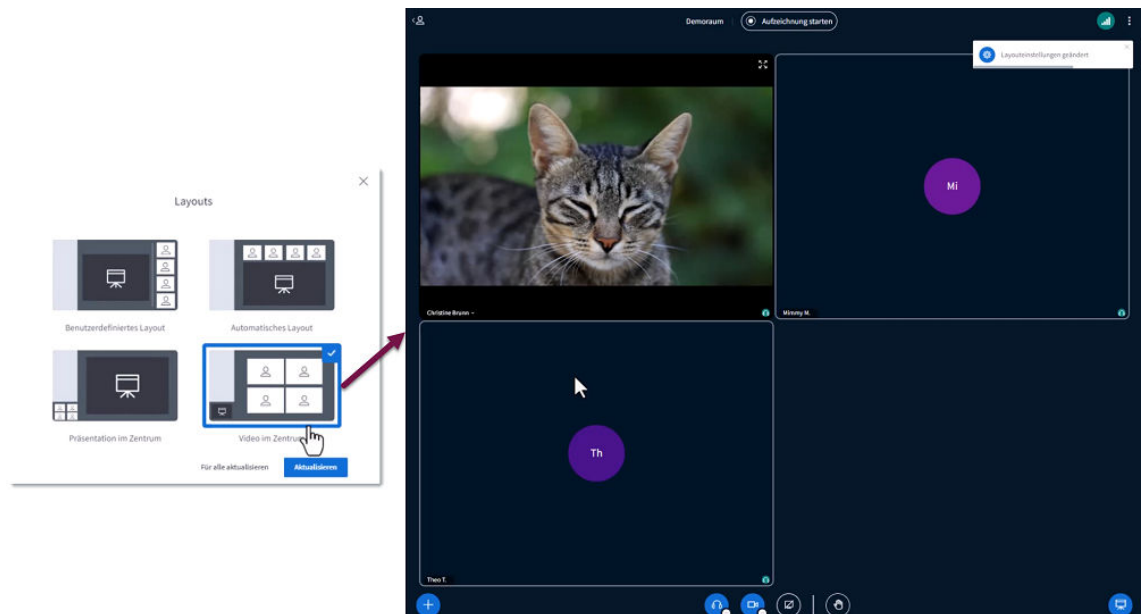 Layouts
Benutzerdefiniertes Layout
Automatisches Layout
Präsentation im Zentrum
Video im Zentrum
Für alle aktualisieren
Aktualisieren
Demoraum
Aufzeichnung starten
Layouteinstellungen geändert
Christine Brunn
Mi
Mimmy M.
Th
Theo T.